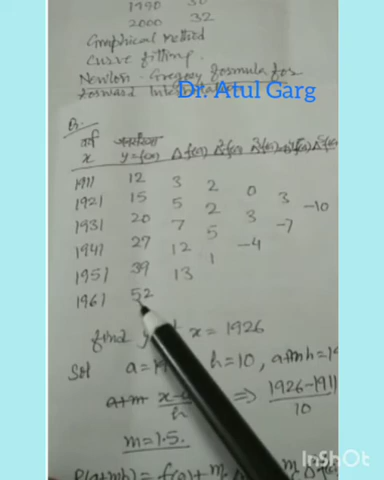 1990 30
2000 32
Graphical Method
Curve fitting.
Newton-Gregory formula for
forward
Dr. Atul Garg
Q:-
वर्ष जनसंख्या
x y=f(x) Δf(x) Δ²f(x) Δ³f(x) Δ⁴f(x) Δ⁵f(x)
1911 12 3 2 0 3 -10
1921 15 5 2 3 -7
1931 20 7 5 -4
1941 27 12 1
1951 39 13
1961 52
find x = 1926
Sol h=10, a+mh=19
a+m x-a/h ⇒ 1926-1911/10
m=1.5.
P(a+mh) = f(a)+
InShot